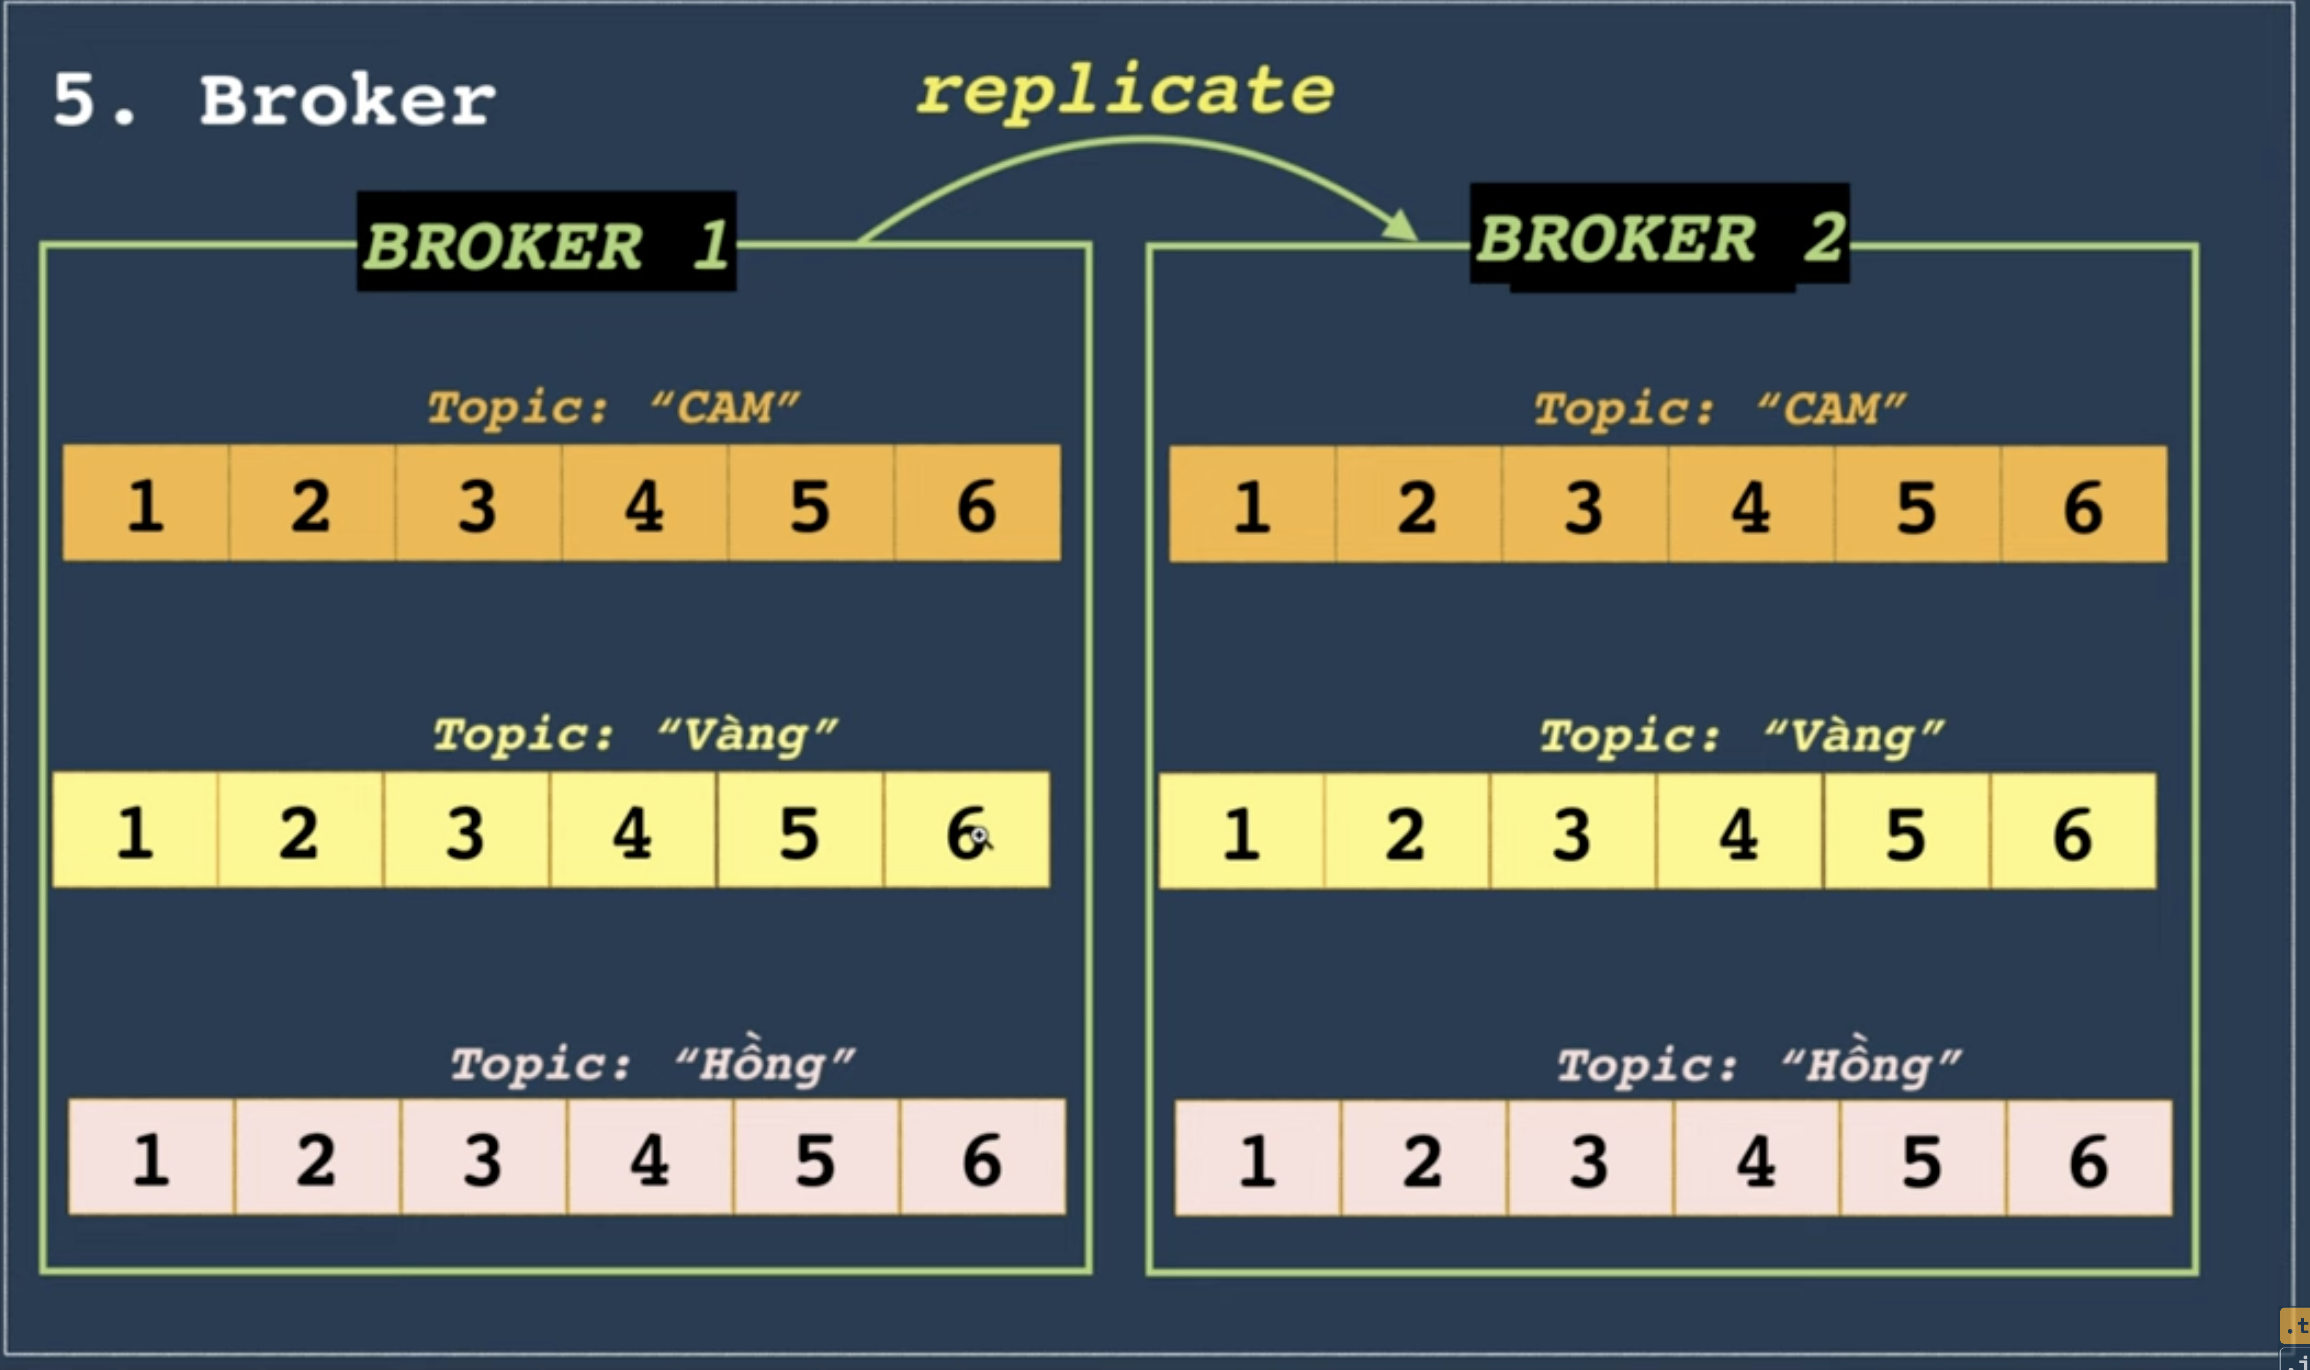 5. Broker
replicate
BROKER 1
Topic: “CAM”
1 2 3 4 5 6
Topic: “Vàng”
1 2 3 4 5 6
Topic: “Hồng”
1 2 3 4 5 6
BROKER 2
Topic: “CAM”
1 2 3 4 5 6
Topic: “Vàng”
1 2 3 4 5 6
Topic: “Hồng”
1 2 3 4 5 6
.t